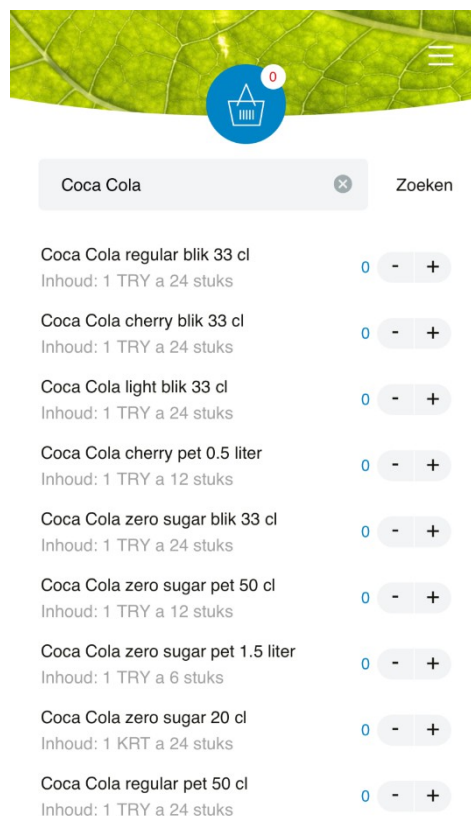 0
Coca Cola Zoeken
Coca Cola regular blik 33 cl
Inhoud: 1 TRY a 24 stuks
0 - +
Coca Cola cherry blik 33 cl
Inhoud: 1 TRY a 24 stuks
0 - +
Coca Cola light blik 33 cl
Inhoud: 1 TRY a 24 stuks
0 - +
Coca Cola cherry pet 0.5 liter
Inhoud: 1 TRY a 12 stuks
0 - +
Coca Cola zero sugar blik 33 cl
Inhoud: 1 TRY a 24 stuks
0 - +
Coca Cola zero sugar pet 50 cl
Inhoud: 1 TRY a 12 stuks
0 - +
Coca Cola zero sugar pet 1.5 liter
Inhoud: 1 TRY a 6 stuks
0 - +
Coca Cola zero sugar 20 cl
Inhoud: 1 KRT a 24 stuks
0 - +
Coca Cola regular pet 50 cl
Inhoud: 1 TRY a 24 stuks
0 - +